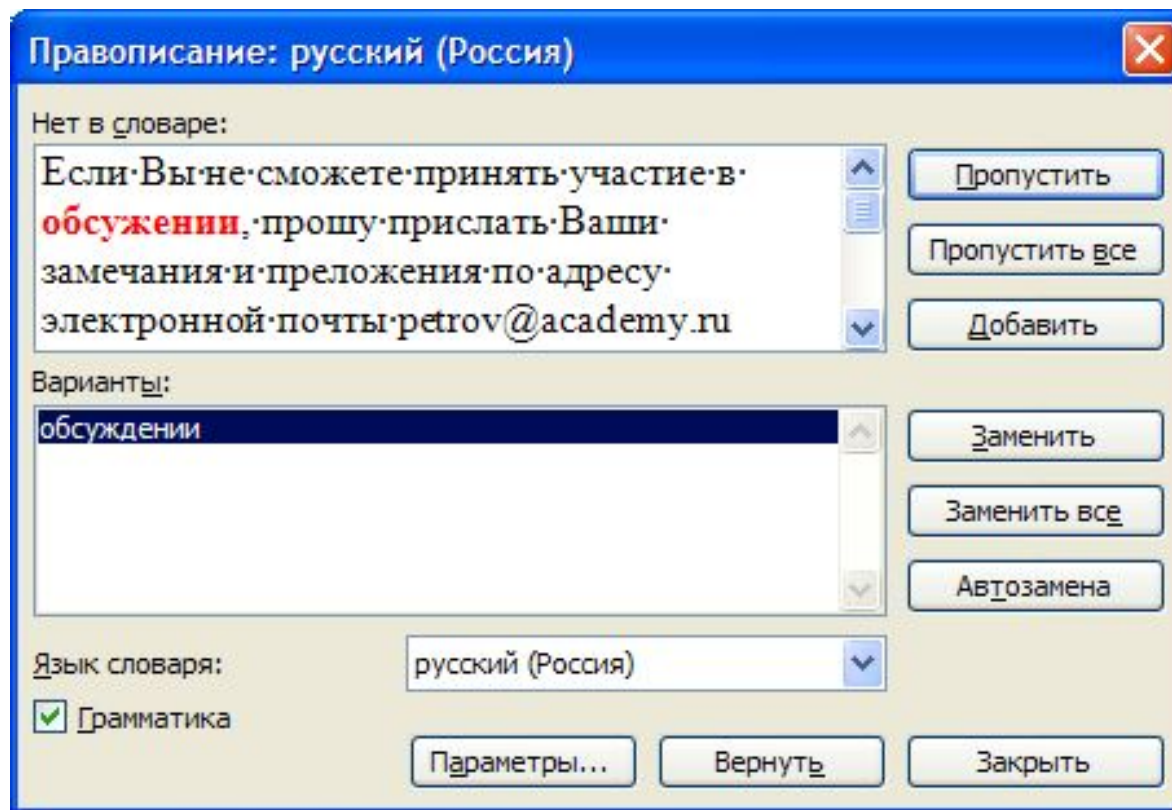 Правописание: русский (Россия)
Нет в словаре:
Если·Вы·не·сможете·принять·участие·в·
обсужении,·прошу·прислать·Ваши·
замечания·и·преложения·по·адресу·
электронной·почты·petrov@academy.ru
Пропустить
Пропустить все
Добавить
Варианты:
обсуждении
Заменить
Заменить все
Автозамена
Язык словаря:
русский (Россия)
Грамматика
Параметры...
Вернуть
Закрыть